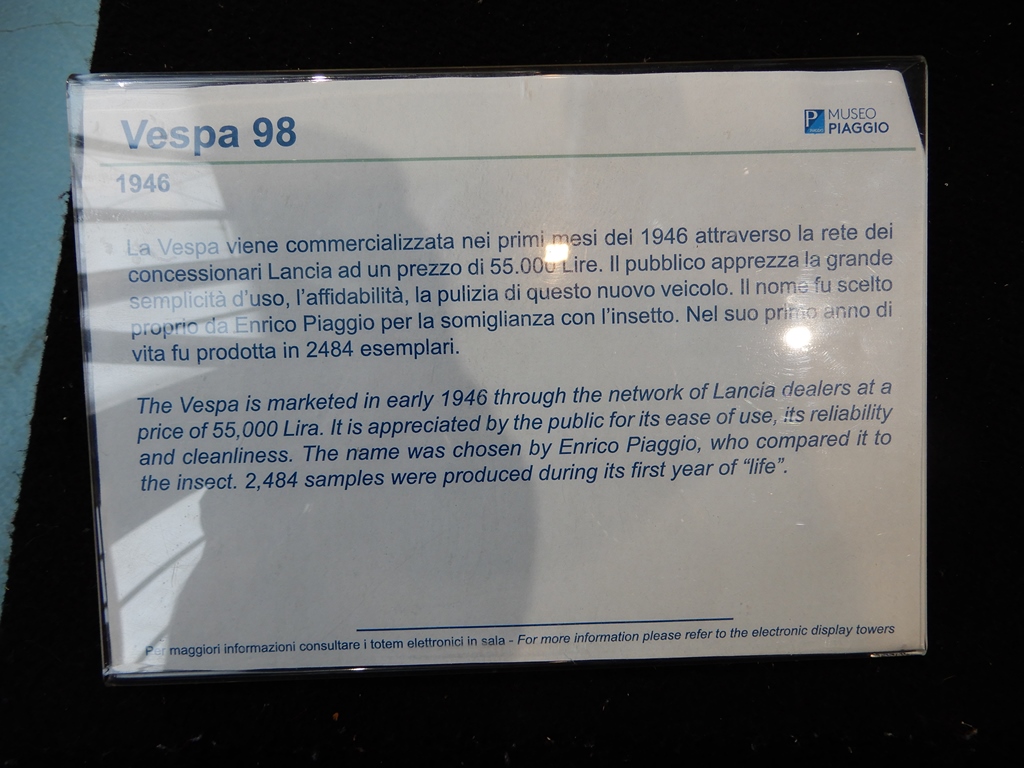 Vespa 98
MUSEO
PIAGGIO
1946
La Vespa viene commercializzata nei primi mesi del 1946 attraverso la rete dei
concessionari Lancia ad un prezzo di 55.000 Lire. Il pubblico apprezza la grande
semplicità d'uso, l'affidabilità, la pulizia di questo nuovo veicolo. Il nome fu scelto
proprio da Enrico Piaggio per la somiglianza con l'insetto. Nel suo primo anno di
vita fu prodotta in 2484 esemplari.
The Vespa is marketed in early 1946 through the network of Lancia dealers at a
price of 55,000 Lira. It is appreciated by the public for its ease of use, its reliability
and cleanliness. The name was chosen by Enrico Piaggio, who compared it to
the insect. 2,484 samples were produced during its first year of “life”.
Per maggiori informazioni consultare i totem elettronici in sala - For more information please refer to the electronic display towers